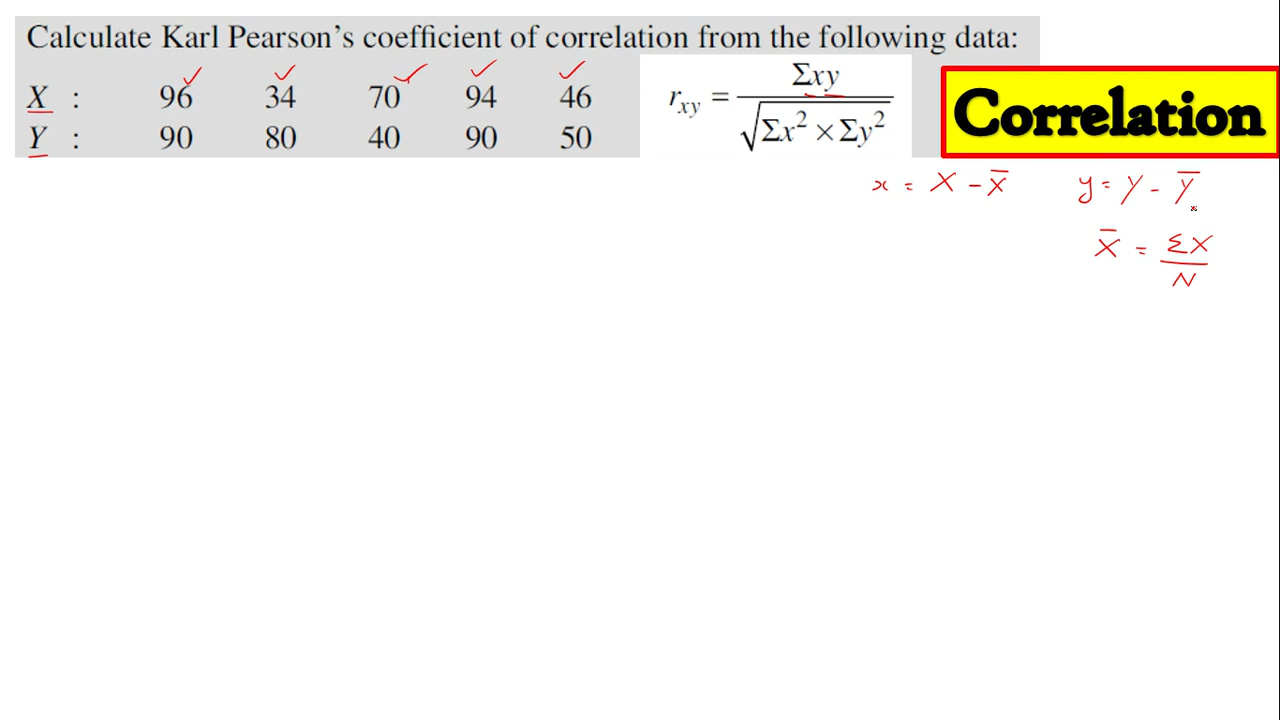 Calculate Karl Pearson's coefficient of correlation from the following data:
X : 96 34 70 94 46
Y : 90 80 40 90 50
r_xy = Σxy / √(Σx² × Σy²)
Correlation
x = X - X̄ y = Y - Y̅
X̄ = ΣX / N